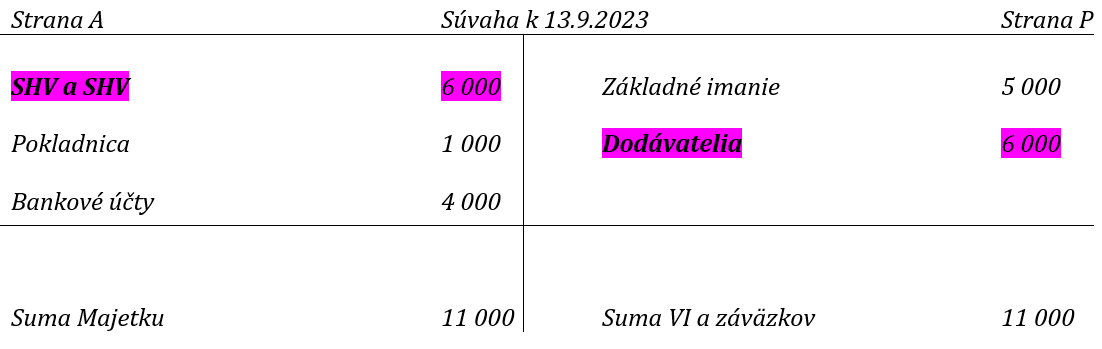 Strana A Súvaha k 13.9.2023 Strana P
SHV a SHV 6 000 Základné imanie 5 000
Pokladnica 1 000 Dodávatelia 6 000
Bankové účty 4 000
Suma Majetku 11 000 Suma VI a záväzkov 11 000